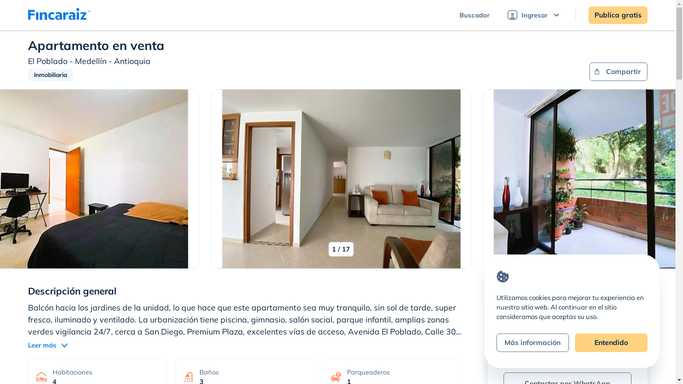 Fincaraiz
Buscador
Ingresar
Publica gratis
Apartamento en venta
El Poblado - Medellín - Antioquia
Inmobiliaria
Compartir
1 / 17
Descripción general
Balcón hacia los jardines de la unidad, lo que hace que este apartamento sea muy tranquilo, sin sol de tarde, super
fresco, iluminado y ventilado. La urbanización tiene piscina, gimnasio, salón social, parque infantil, amplias zonas
verdes vigilancia 24/7, cerca a San Diego, Premium Plaza, excelentes vías de acceso, Avenida El Poblado, Calle 30...
Leer más
Habitaciones
4
Baños
3
Parqueaderos
1
Utilizamos cookies para mejorar tu experiencia en
nuestro sitio web. Al continuar en el sitio
consideramos que aceptas su uso.
Más información
Entendido
Contactar por WhatsApp